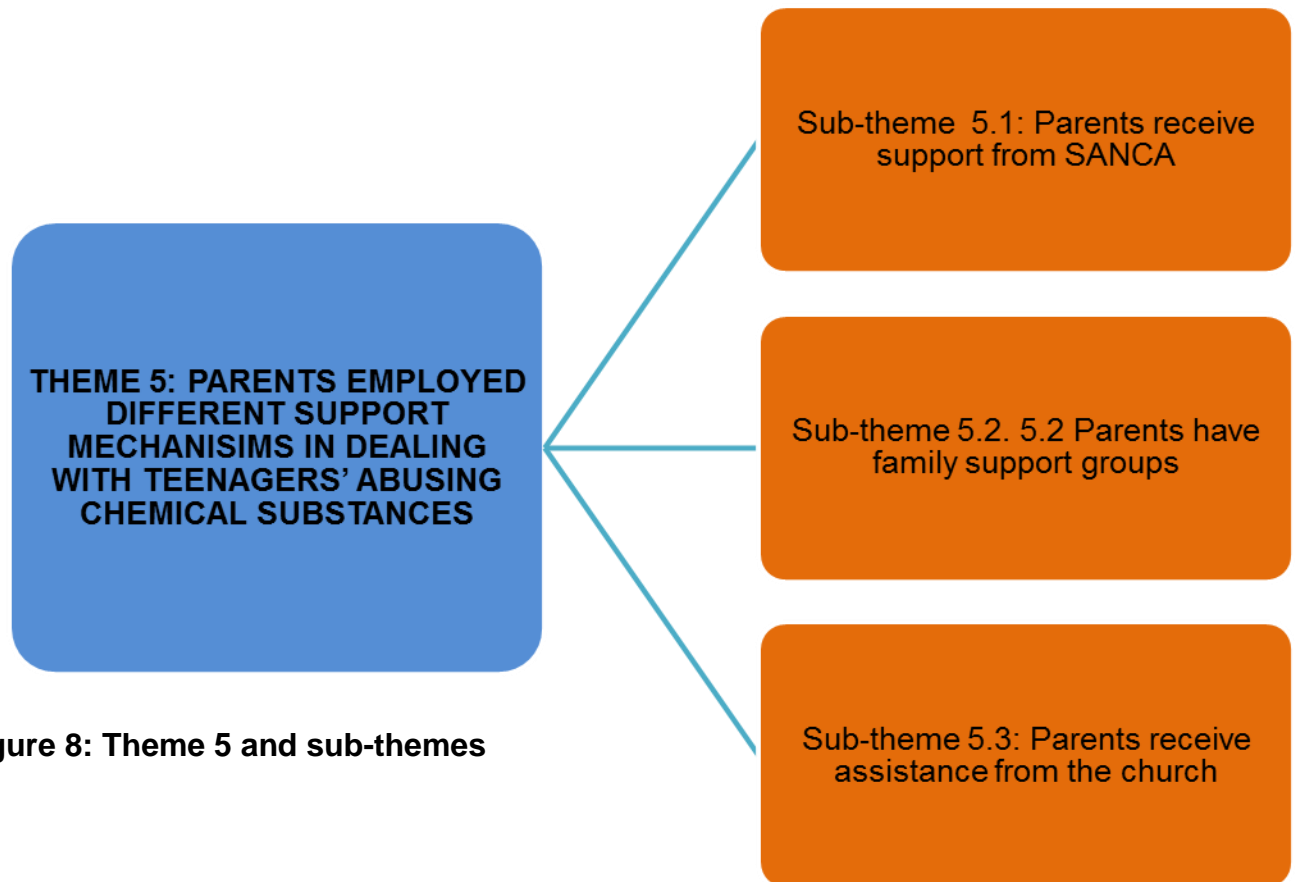 THEME 5: PARENTS EMPLOYED
DIFFERENT SUPPORT
MECHANISIMS IN DEALING
WITH TEENAGERS' ABUSING
CHEMICAL SUBSTANCES
Sub-theme 5.1: Parents receive
support from SANCA
Sub-theme 5.2. 5.2 Parents have
family support groups
Sub-theme 5.3: Parents receive
assistance from the church
gure 8: Theme 5 and sub-themes